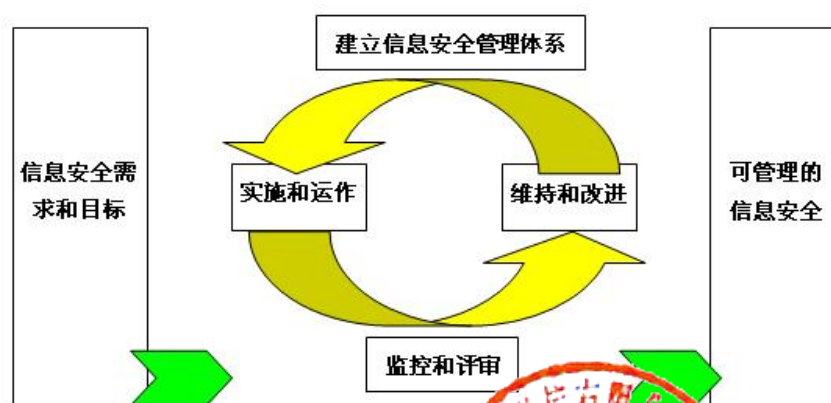 建立信息安全管理体系
信息安全需
求和目标
实施和运作
维持和改进
可管理的
信息安全
监控和评审